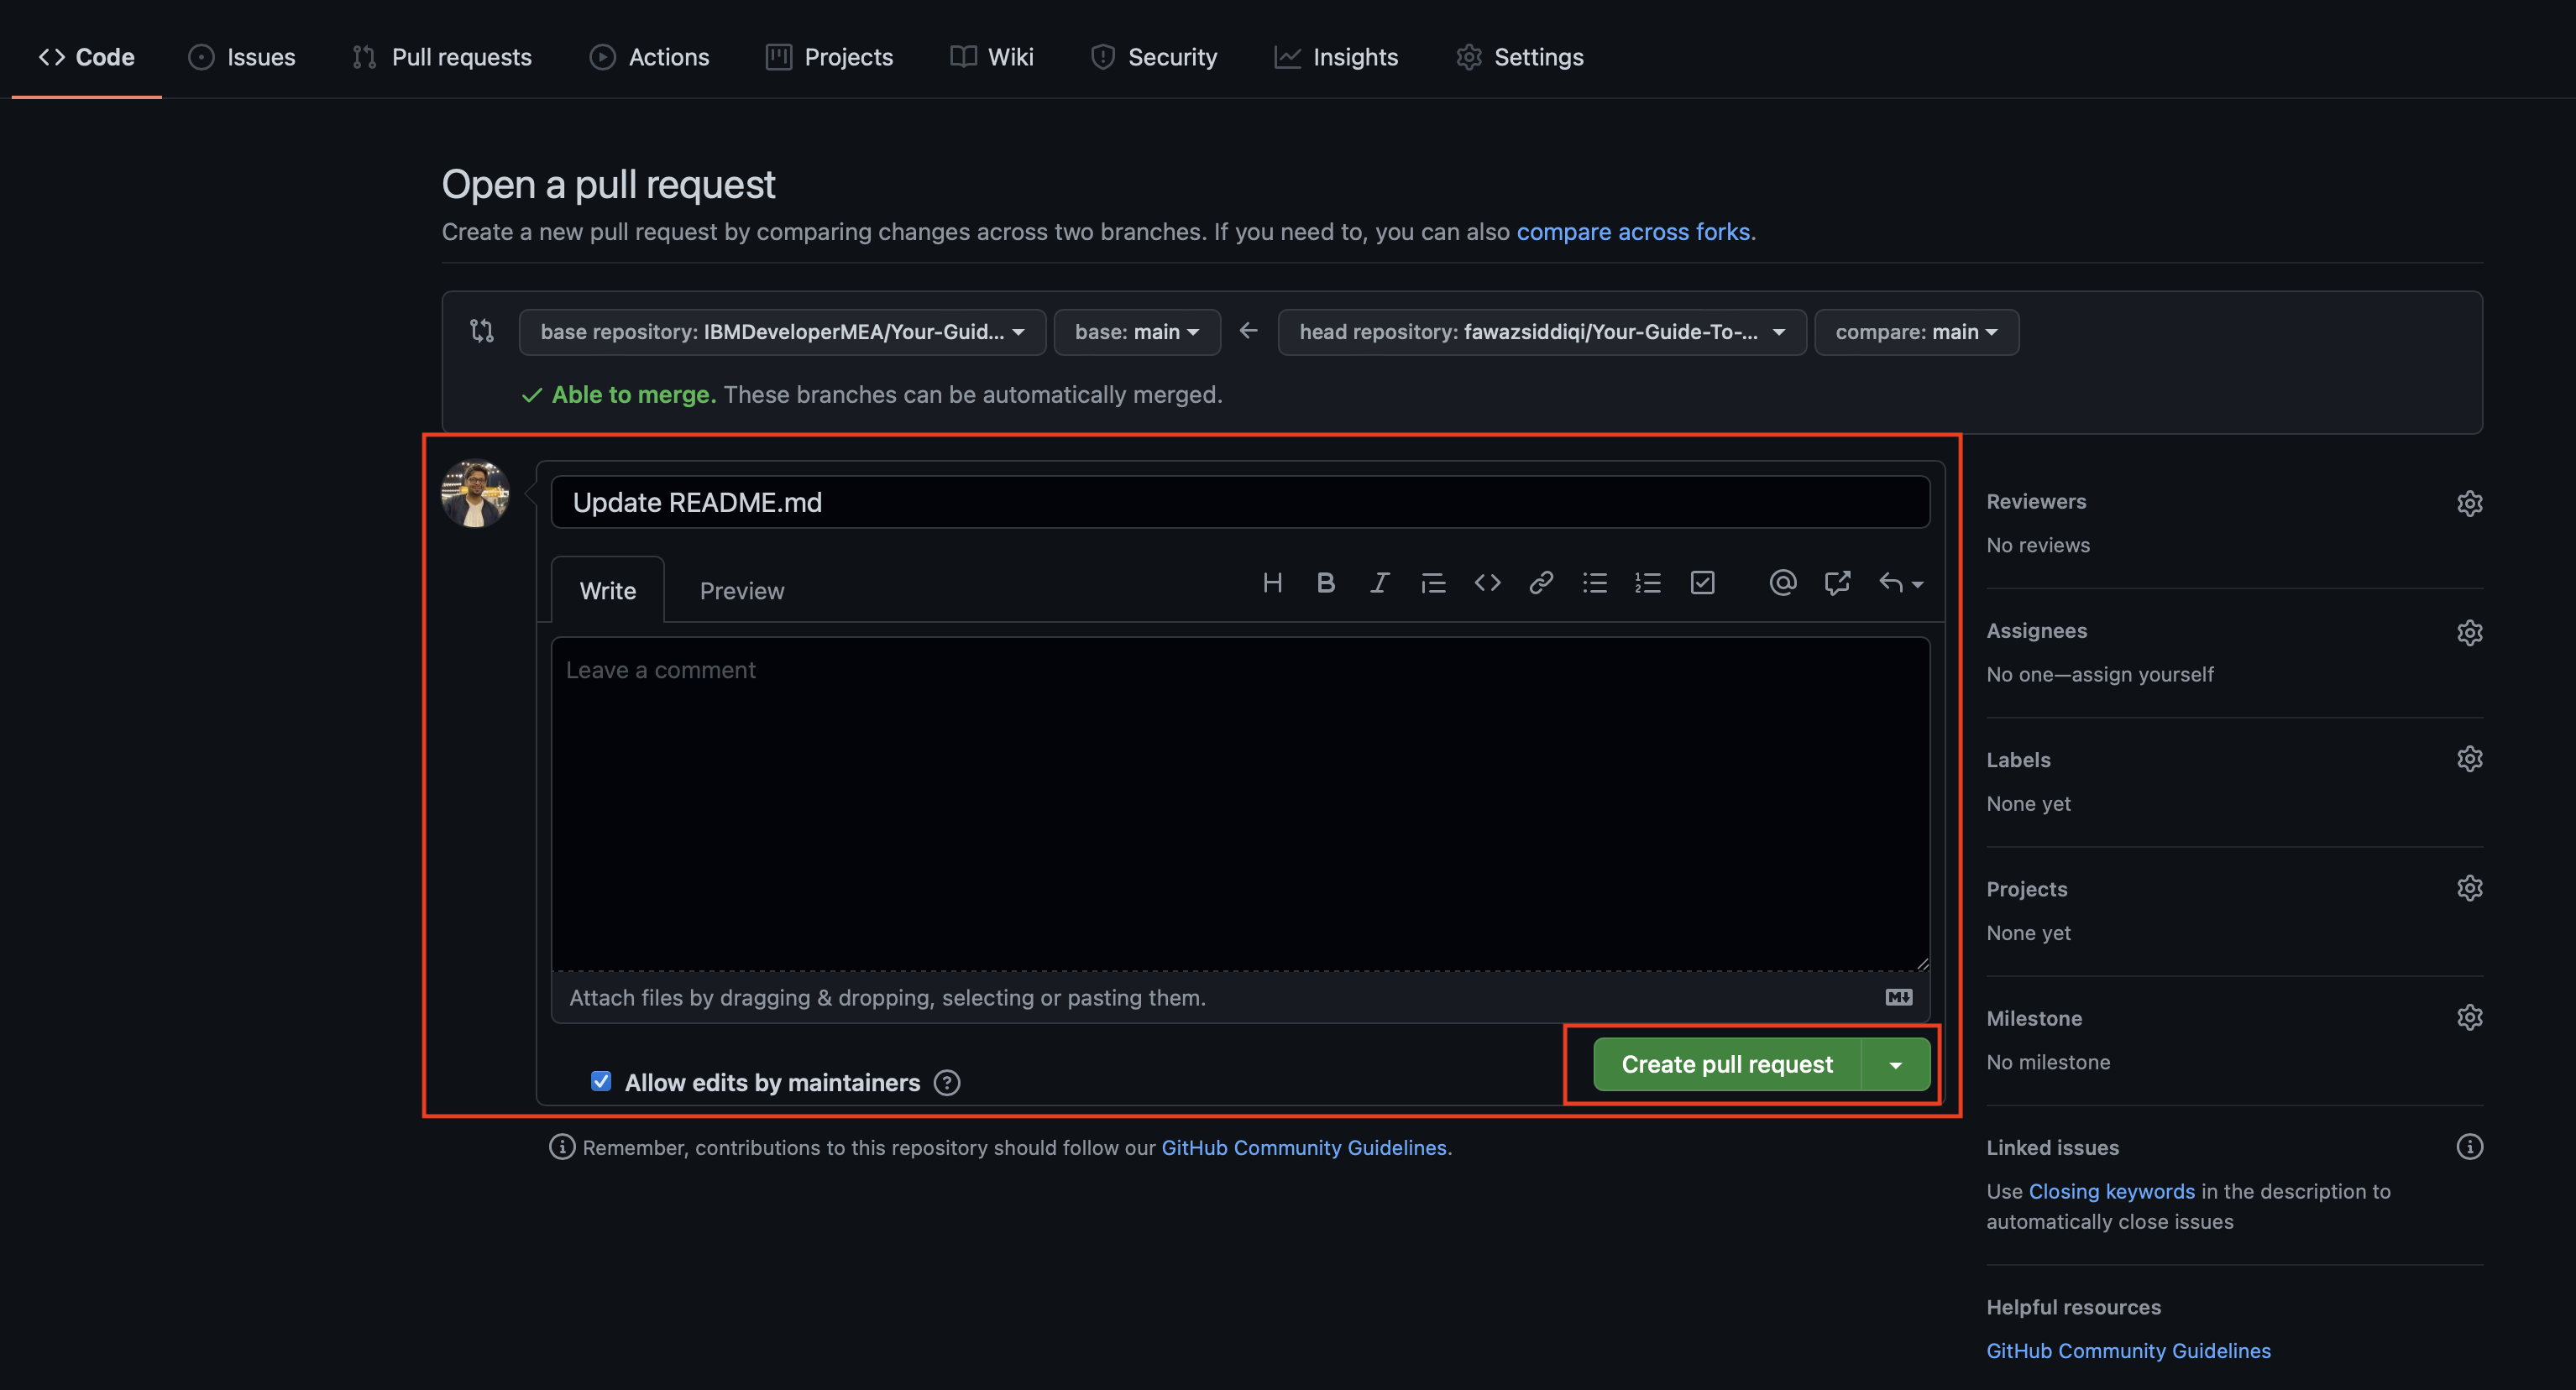 Code Issues Pull requests Actions Projects Wiki Security Insights Settings
Open a pull request
Create a new pull request by comparing changes across two branches. If you need to, you can also compare across forks.
base repository: IBMDeveloperMEA/Your-Guid... base: main head repository: fawazsiddiqi/Your-Guide-To-... compare: main
Able to merge. These branches can be automatically merged.
Update README.md
Write Preview
Leave a comment
Attach files by dragging & dropping, selecting or pasting them.
Allow edits by maintainers
Create pull request
Remember, contributions to this repository should follow our GitHub Community Guidelines.
Reviewers
No reviews
Assignees
No one—assign yourself
Labels
None yet
Projects
None yet
Milestone
No milestone
Linked issues
Use Closing keywords in the description to
automatically close issues
Helpful resources
GitHub Community Guidelines